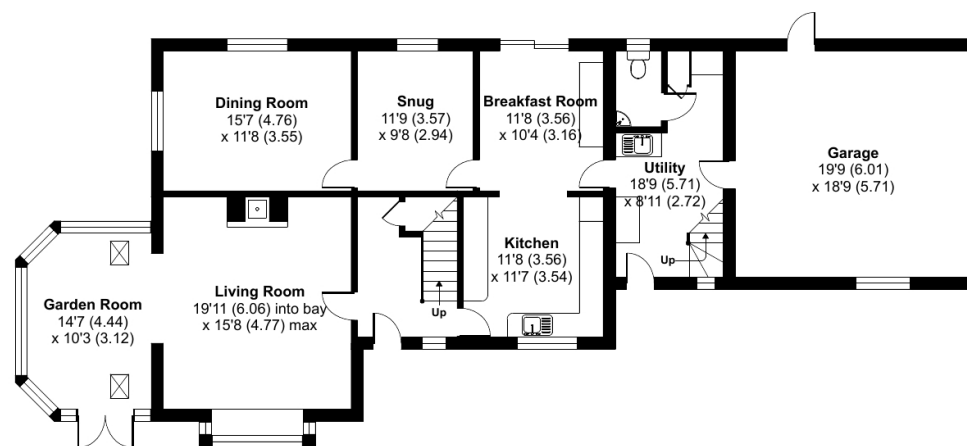 Dining Room
15'7 (4.76)
x 11'8 (3.55)
Snug
11'9 (3.57)
x 9'8 (2.94)
Breakfast Room
11'8 (3.56)
x 10'4 (3.16)
Utility
18'9 (5.71)
x 8'11 (2.72)
Up
Garage
19'9 (6.01)
x 18'9 (5.71)
Kitchen
11'8 (3.56)
x 11'7 (3.54)
Up
Living Room
19'11 (6.06) into bay
x 15'8 (4.77) max
Garden Room
14'7 (4.44)
x 10'3 (3.12)